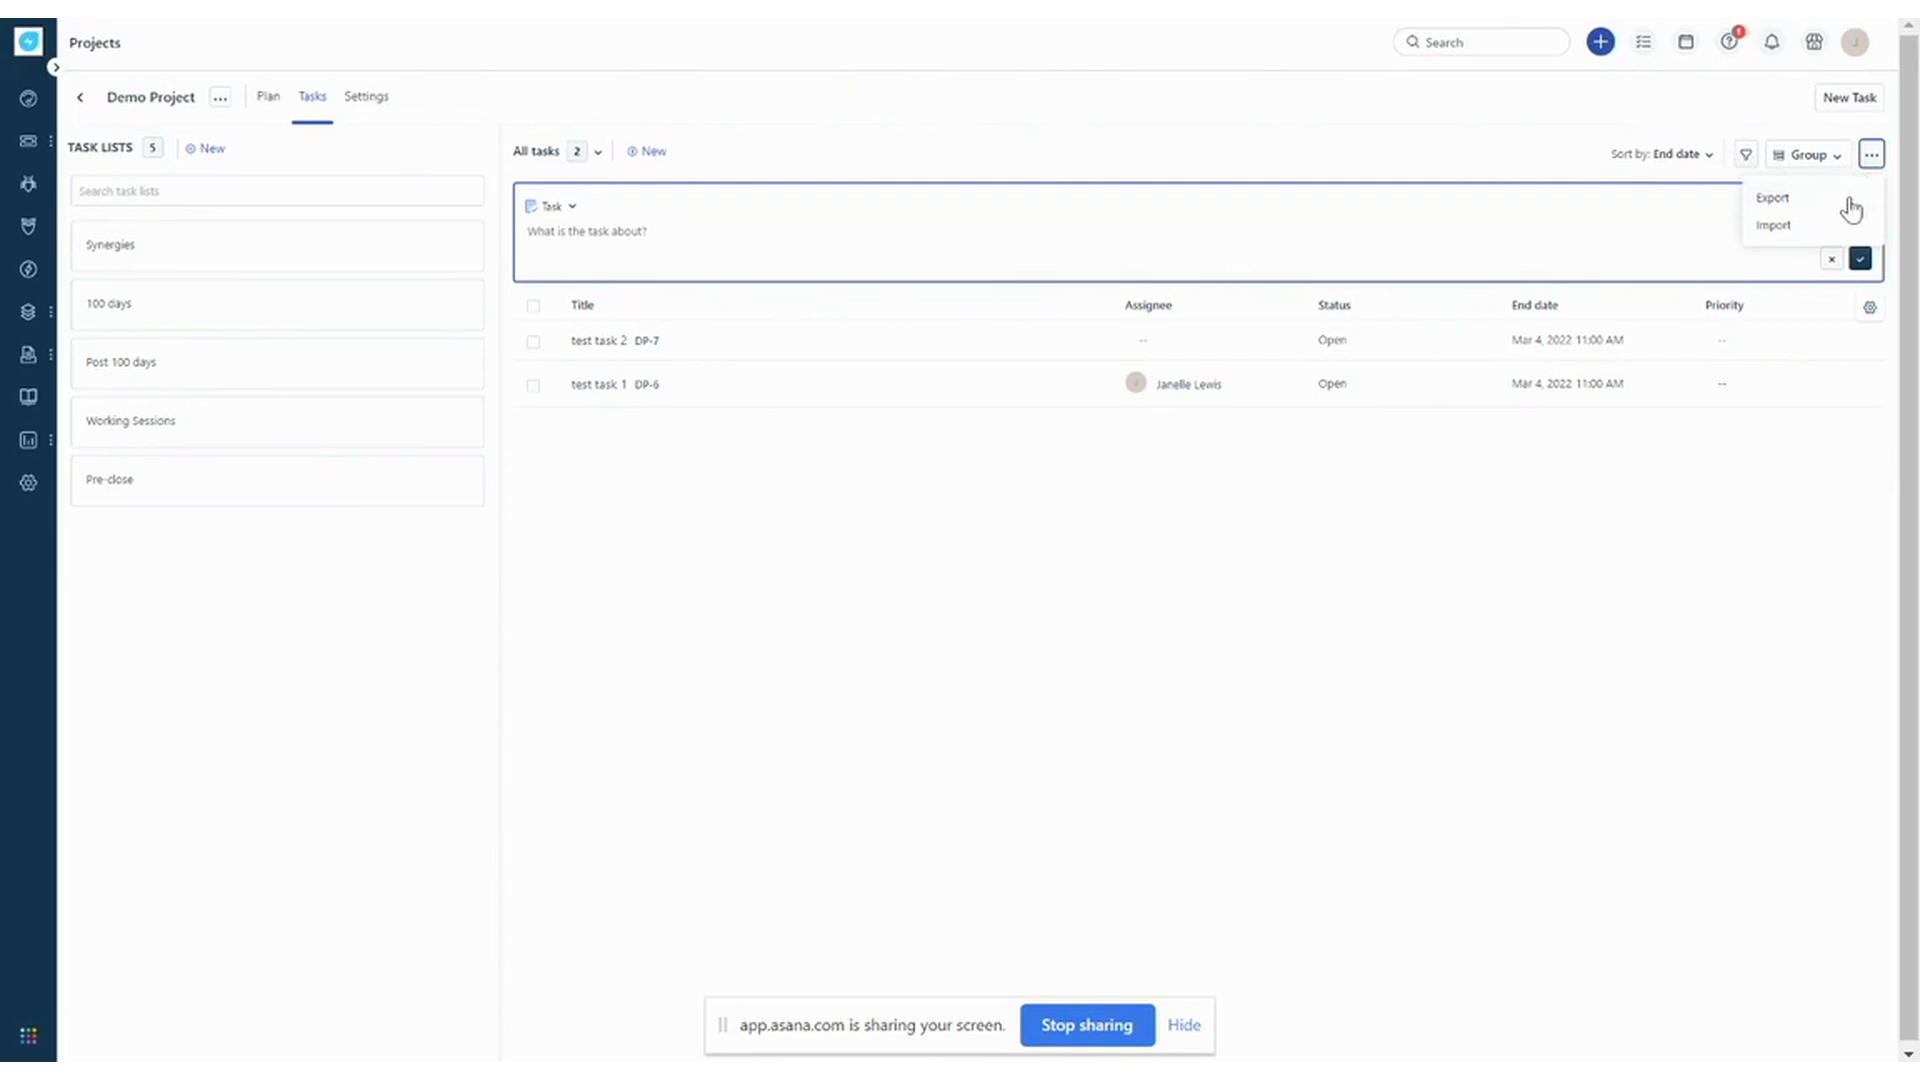 Projects
Search
1
J
Demo Project ... Plan Tasks Settings
New Task
TASK LISTS 5 New
All tasks 2 New
Sort by: End date Group ...
Search task lists
Synergies
100 days
Post 100 days
Working Sessions
Pre-close
Task
What is the task about?
Export
Import
Title Assignee Status End date Priority
test task 2 DP-7 -- Open Mar 4, 2022 11:00 AM --
test task 1 DP-6 J Janelle Lewis Open Mar 4, 2022 11:00 AM --
app.asana.com is sharing your screen. Stop sharing Hide